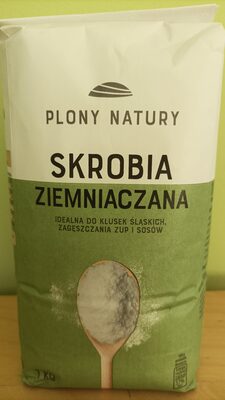 PLONY NATURY
SKROBIA
ZIEMNIACZANA
IDEALNA DO KLUSEK ŚLĄSKICH,
ZAGĘSZCZANIA ZUP I SOSÓW
1 KG